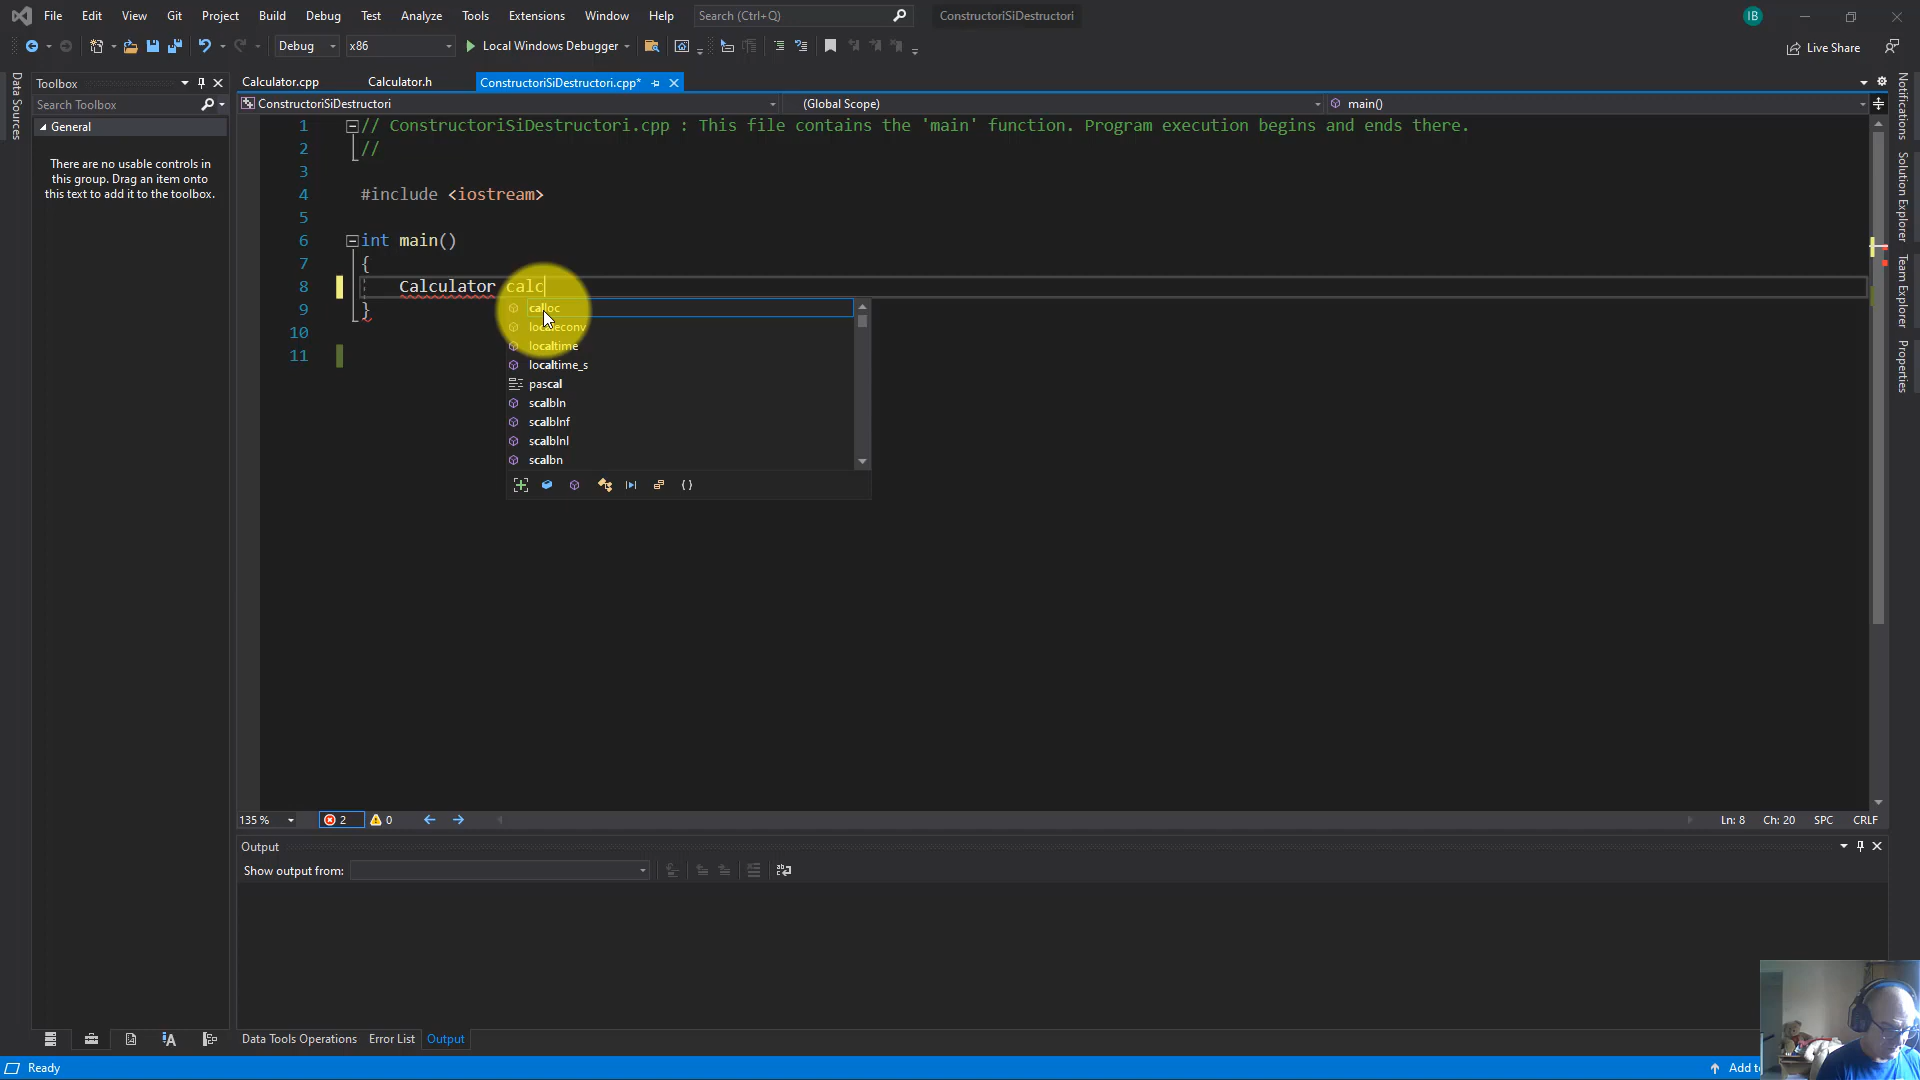 File Edit View Git Project Build Debug Test Analyze Tools Extensions Window Help Search (Ctrl+Q) ConstructoriSiDestructori IB
Debug x86 Local Windows Debugger Live Share
Toolbox
Calculator.cpp Calculator.h ConstructoriSiDestructori.cpp*
Search Toolbox
ConstructoriSiDestructori (Global Scope) main()
General
There are no usable controls in
this group. Drag an item onto
this text to add it to the toolbox.
Data Sources
Notifications
Solution Explorer
Team Explorer
Properties
1 // ConstructoriSiDestructori.cpp : This file contains the 'main' function. Program execution begins and ends there.
2 //
3
4 #include <iostream>
5
6 int main()
7 {
8 Calculator calc
9 }
10
11
calloc
localeconv
localtime
localtime_s
pascal
scalbln
scalblnf
scalblnl
scalbn
135 % 2 0 Ln: 8 Ch: 20 SPC CRLF
Output
Show output from:
Data Tools Operations Error List Output
Ready Add to